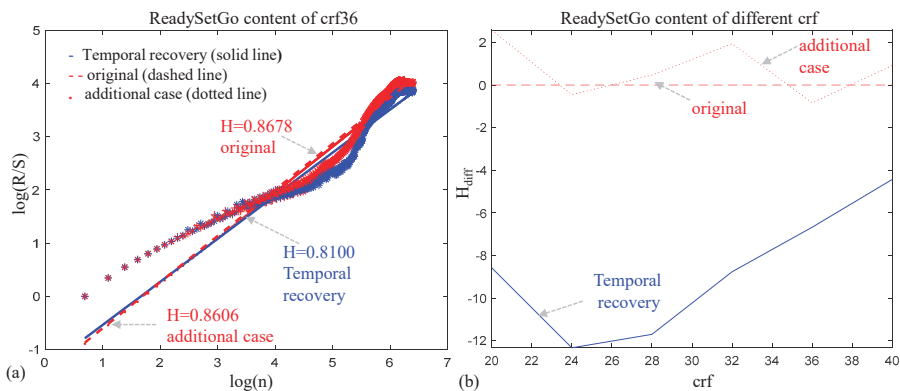 ReadySetGo content of crf36
5
4
3
2
1
0
-1
0
1
2
3
4
5
6
7
log(R/S)
log(n)
Temporal recovery (solid line)
original (dashed line)
additional case (dotted line)
H=0.8678
original
H=0.8100
Temporal
recovery
H=0.8606
additional case
(a)
ReadySetGo content of different crf
2
0
-2
-4
-6
-8
-10
-12
20
22
24
26
28
30
32
34
36
38
40
H_diff
crf
additional
case
original
Temporal
recovery
(b)